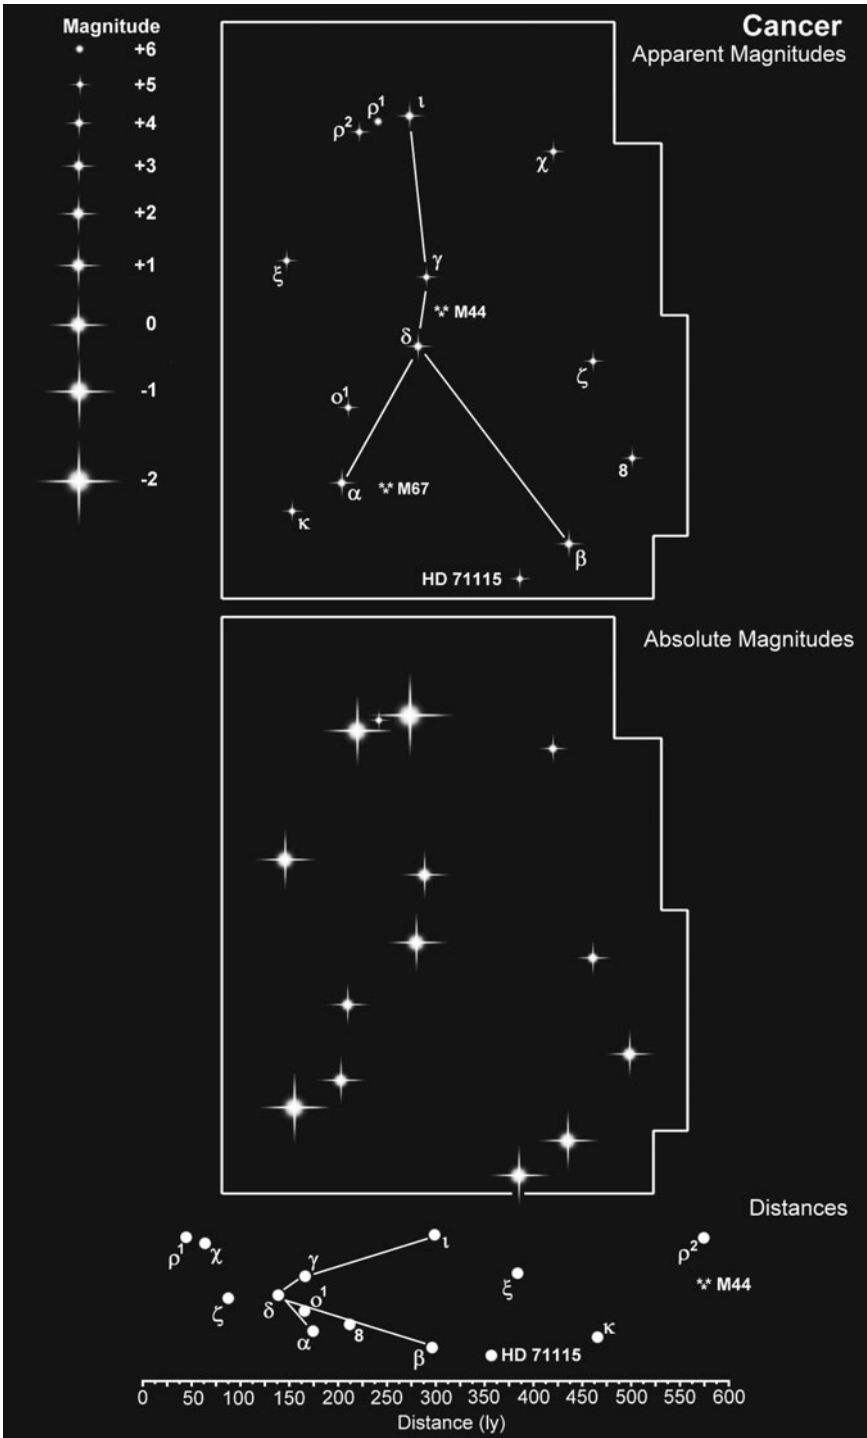 Magnitude
+6
+5
+4
+3
+2
+1
0
-1
-2
Cancer
Apparent Magnitudes
ρ¹
ρ²
ι
χ
ξ
γ
M44
δ
ζ
ο¹
8
α
M67
κ
β
HD 71115
Absolute Magnitudes
Distances
ρ¹
χ
ι
ρ²
γ
ξ
M44
ζ
δ
ο¹
α
8
β
HD 71115
κ
0 50 100 150 200 250 300 350 400 450 500 550 600
Distance (ly)